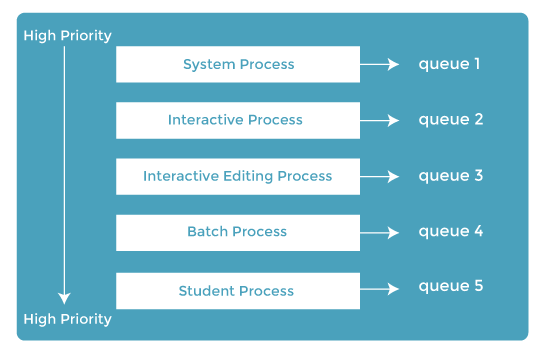 High Priority
System Process
queue 1
Interactive Process
queue 2
Interactive Editing Process
queue 3
Batch Process
queue 4
Student Process
queue 5
High Priority